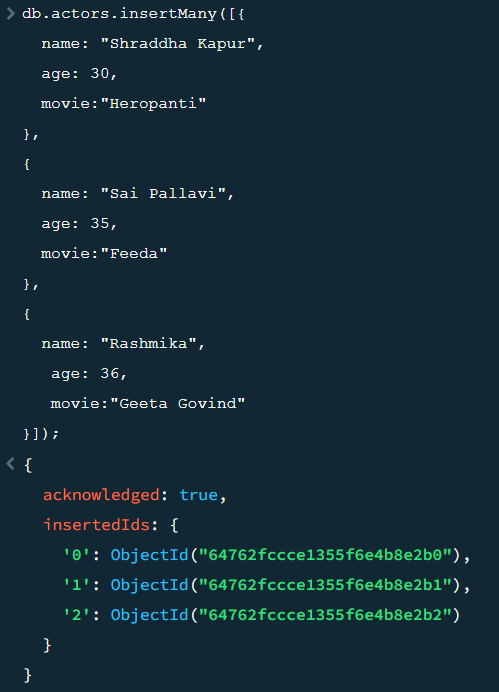 db.actors.insertMany([{
name: "Shraddha Kapur",
age: 30,
movie:"Heropanti"
},
{
name: "Sai Pallavi",
age: 35,
movie:"Feeda"
},
{
name: "Rashmika",
age: 36,
movie:"Geeta Govind"
}]);
{
acknowledged: true,
insertedIds: {
'0': ObjectId("64762fccce1355f6e4b8e2b0"),
'1': ObjectId("64762fccce1355f6e4b8e2b1"),
'2': ObjectId("64762fccce1355f6e4b8e2b2")
}
}